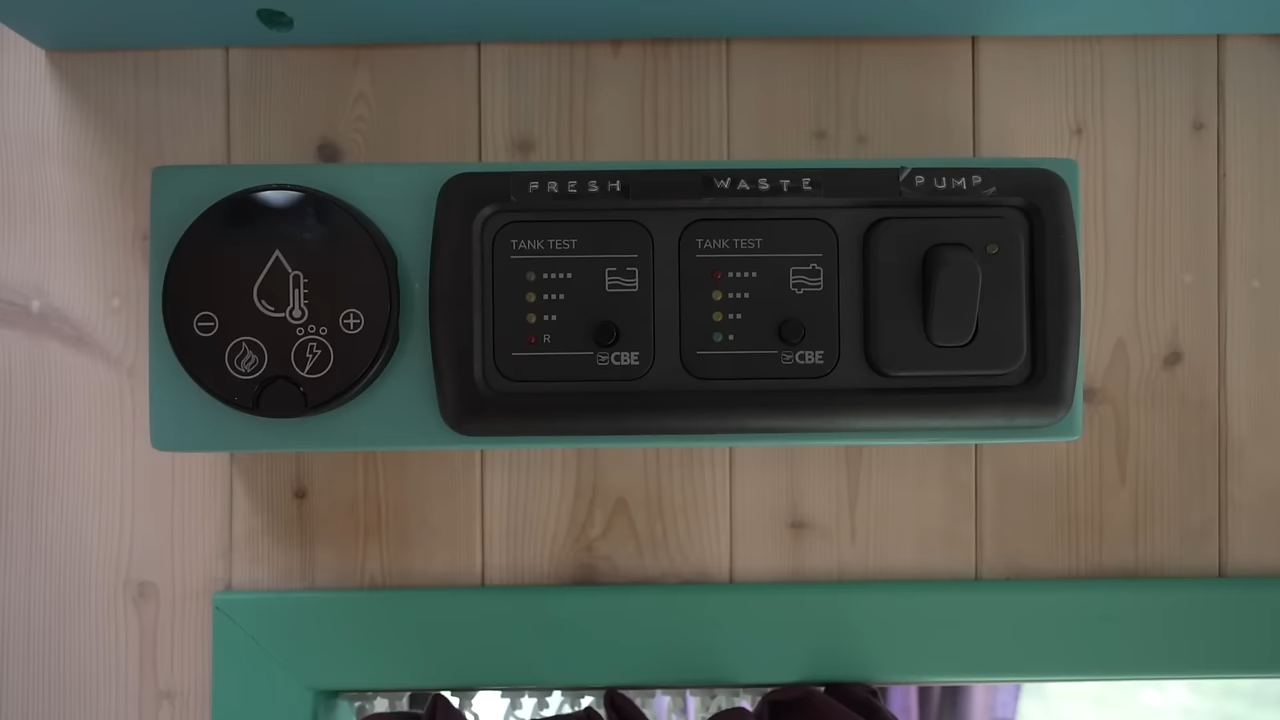 FRESH
WASTE
PUMP
TANK TEST
R
CBE
TANK TEST
CBE